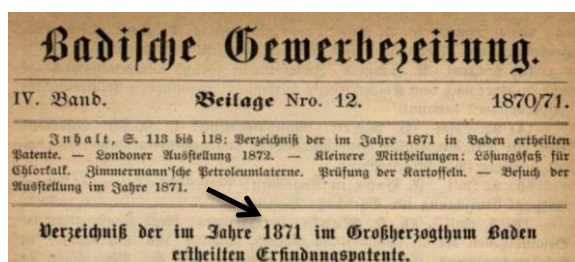 Badische Gewerbezeitung.
IV. Band. Beilage Nro. 12. 1870/71.
Inhalt, S. 113 bis 118: Verzeichniß der im Jahre 1871 in Baden ertheilten
Patente. — Londoner Ausstellung 1872. — Kleinere Mittheilungen: Lösungsfaß für
Chlorkalk. Zimmermann'sche Petroleumlaterne. Prüfung der Kartoffeln. — Besuch der
Ausstellung im Jahre 1871.
Verzeichniß der im Jahre 1871 im Großherzogthum Baden
ertheilten Erfindungspatente.